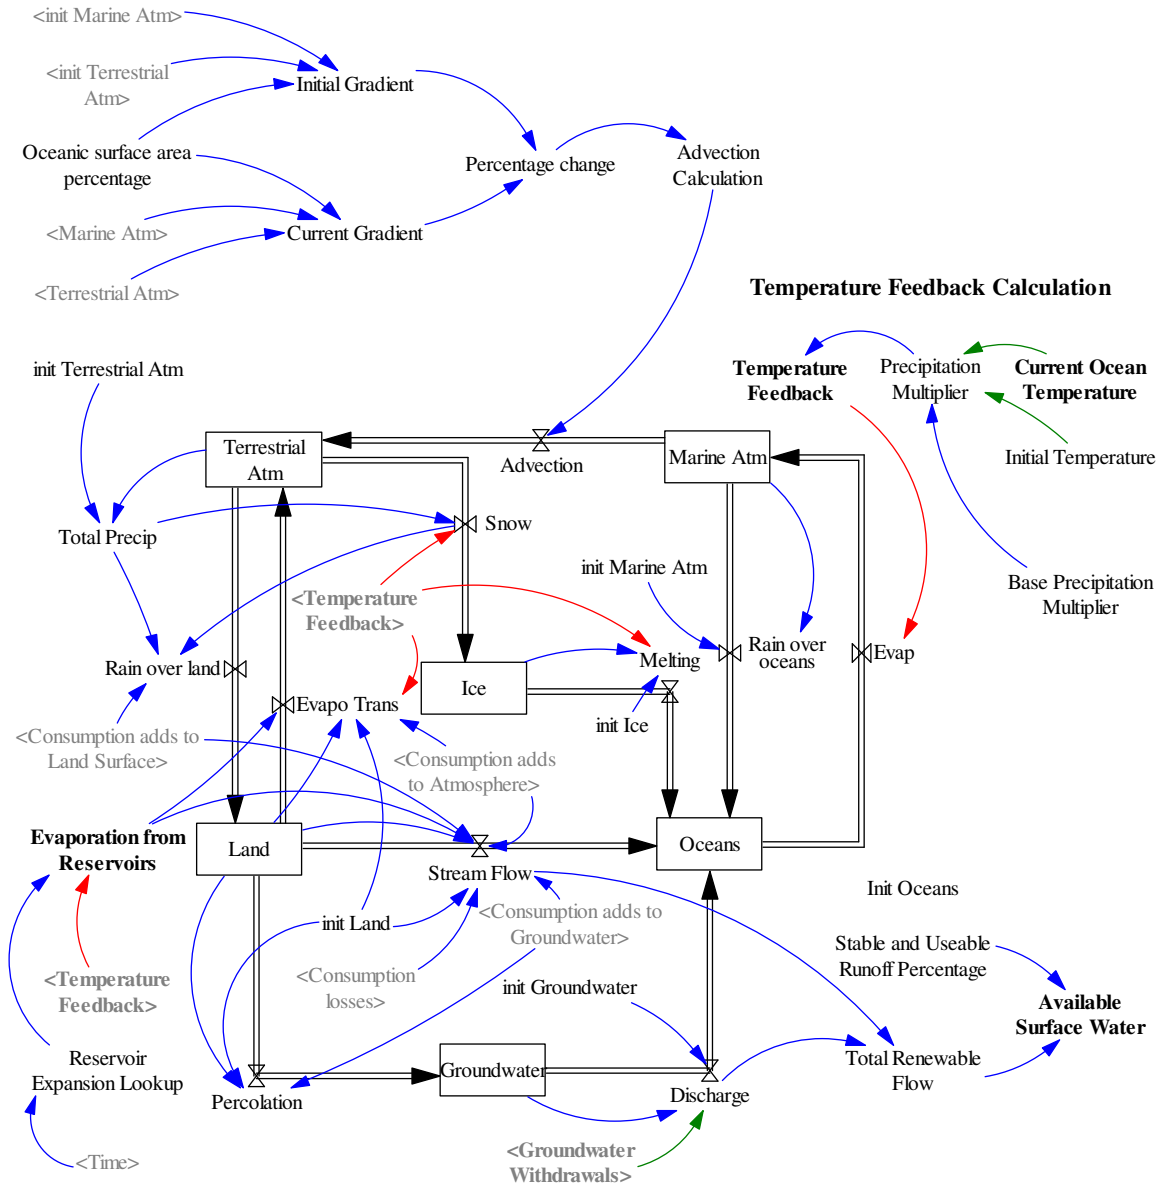 <init Marine Atm>
<init Terrestrial
Atm>
Initial Gradient
Oceanic surface area
percentage
Percentage change
Advection
Calculation
<Marine Atm>
Current Gradient
<Terrestrial Atm>
Temperature Feedback Calculation
init Terrestrial Atm
Temperature
Feedback
Precipitation
Multiplier
Current Ocean
Temperature
Terrestrial
Atm
Advection
Marine Atm
Initial Temperature
Total Precip
Snow
init Marine Atm
Base Precipitation
Multiplier
<Temperature
Feedback>
Rain over land
Melting
Rain over
oceans
Evap
Ice
Evapo Trans
init Ice
<Consumption adds to
Land Surface>
<Consumption adds
to Atmosphere>
Evaporation from
Reservoirs
Land
Oceans
Stream Flow
Init Oceans
init Land
<Consumption adds to
Groundwater>
Stable and Useable
Runoff Percentage
<Consumption
losses>
<Temperature
Feedback>
init Groundwater
Available
Surface Water
Reservoir
Expansion Lookup
Groundwater
Total Renewable
Flow
Percolation
Discharge
<Time>
<Groundwater
Withdrawals>